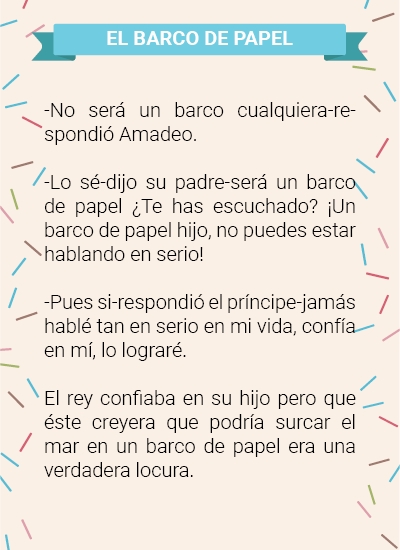 EL BARCO DE PAPEL
-No será un barco cualquiera-re-
spondió Amadeo.
-Lo sé-dijo su padre-será un barco
de papel ¿Te has escuchado? ¡Un
barco de papel hijo, no puedes estar
hablando en serio!
-Pues si-respondió el príncipe-jamás
hablé tan en serio en mi vida, confía
en mí, lo lograré.
El rey confiaba en su hijo pero que
éste creyera que podría surcar el
mar en un barco de papel era una
verdadera locura.